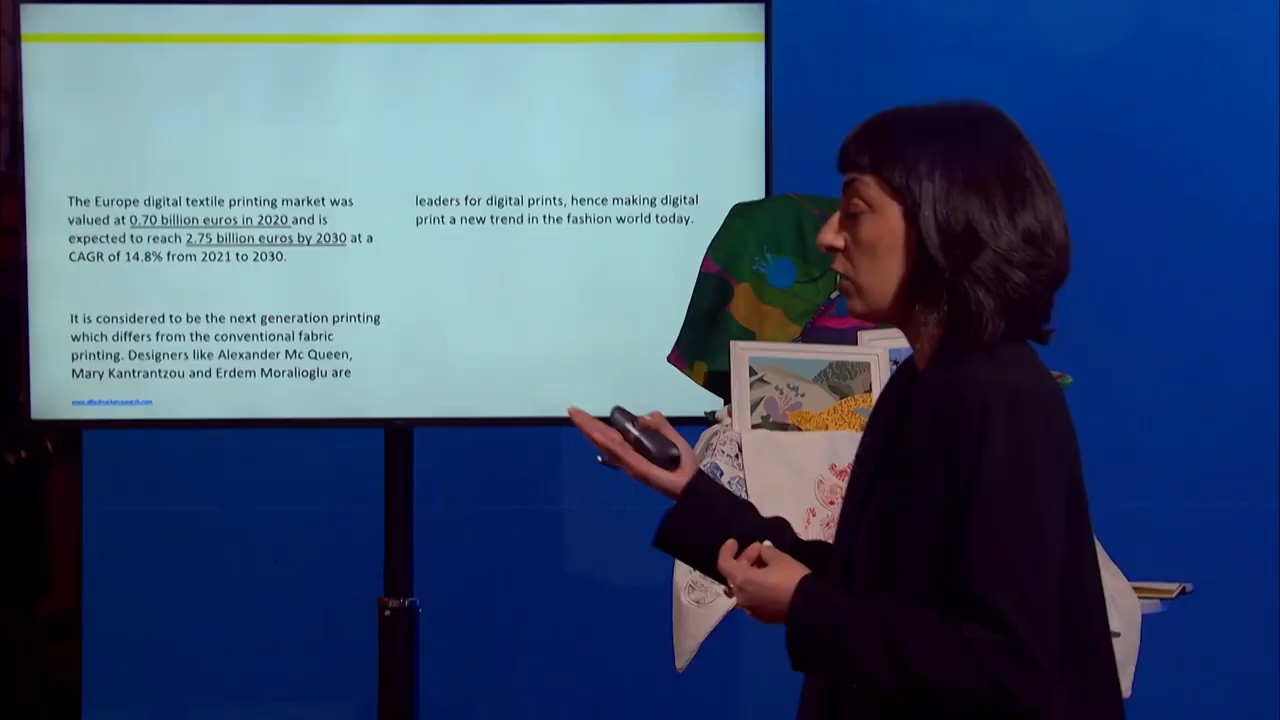 The Europe digital textile printing market was
valued at 0.70 billion euros in 2020 and is
expected to reach 2.75 billion euros by 2030 at a
CAGR of 14.8% from 2021 to 2030.
It is considered to be the next generation printing
which differs from the conventional fabric
printing. Designers like Alexander Mc Queen,
Mary Kantrantzou and Erdem Moralioglu are
www.alliedmarketresearch.com
leaders for digital prints, hence making digital
print a new trend in the fashion world today.